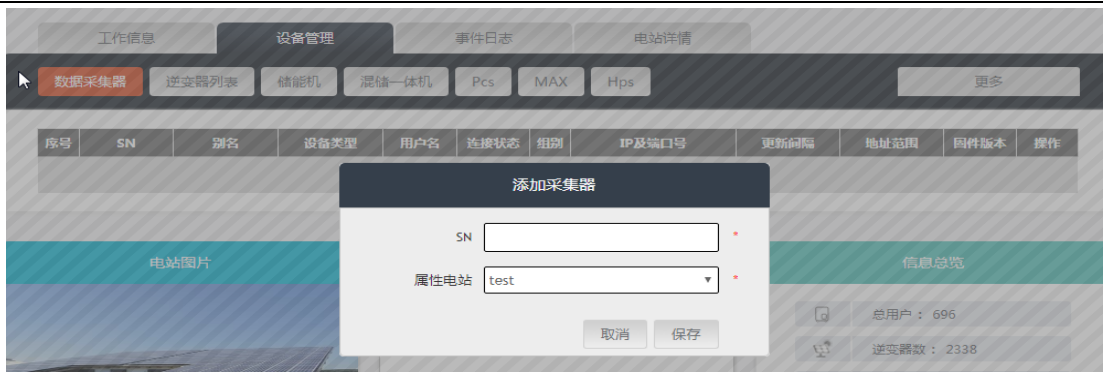 工作信息 设备管理 事件日志 电站详情
数据采集器 逆变器列表 储能机 混储一体机 Pcs MAX Hps 更多
序号 SN 别名 设备类型 用户名 连接状态 组别 IP及端口号 更新间隔 地址范围 固件版本 操作
添加采集器
SN *
属性电站 test *
取消 保存
电站图片 信息总览
总用户： 696
逆变器数： 2338